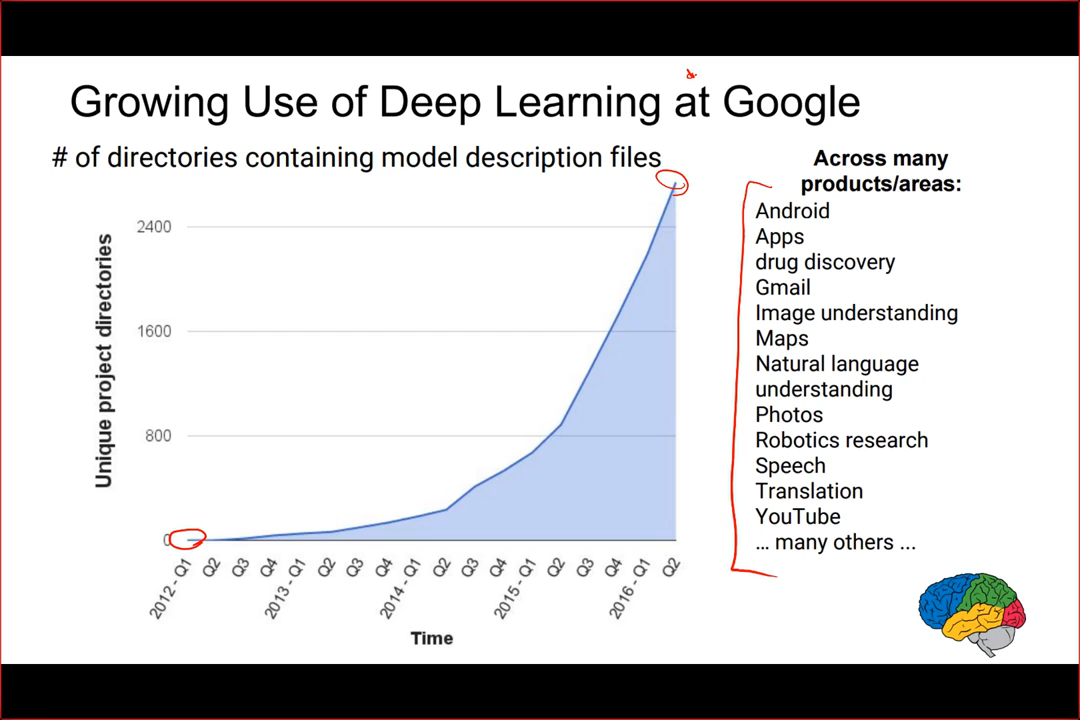 Growing Use of Deep Learning at Google
# of directories containing model description files
Unique project directories
2400
1600
800
0
2012 - Q1
Q2
Q3
Q4
2013 - Q1
Q2
Q3
Q4
2014 - Q1
Q2
Q3
Q4
2015 - Q1
Q2
Q3
Q4
2016 - Q1
Q2
Time
Across many
products/areas:
Android
Apps
drug discovery
Gmail
Image understanding
Maps
Natural language
understanding
Photos
Robotics research
Speech
Translation
YouTube
... many others ...